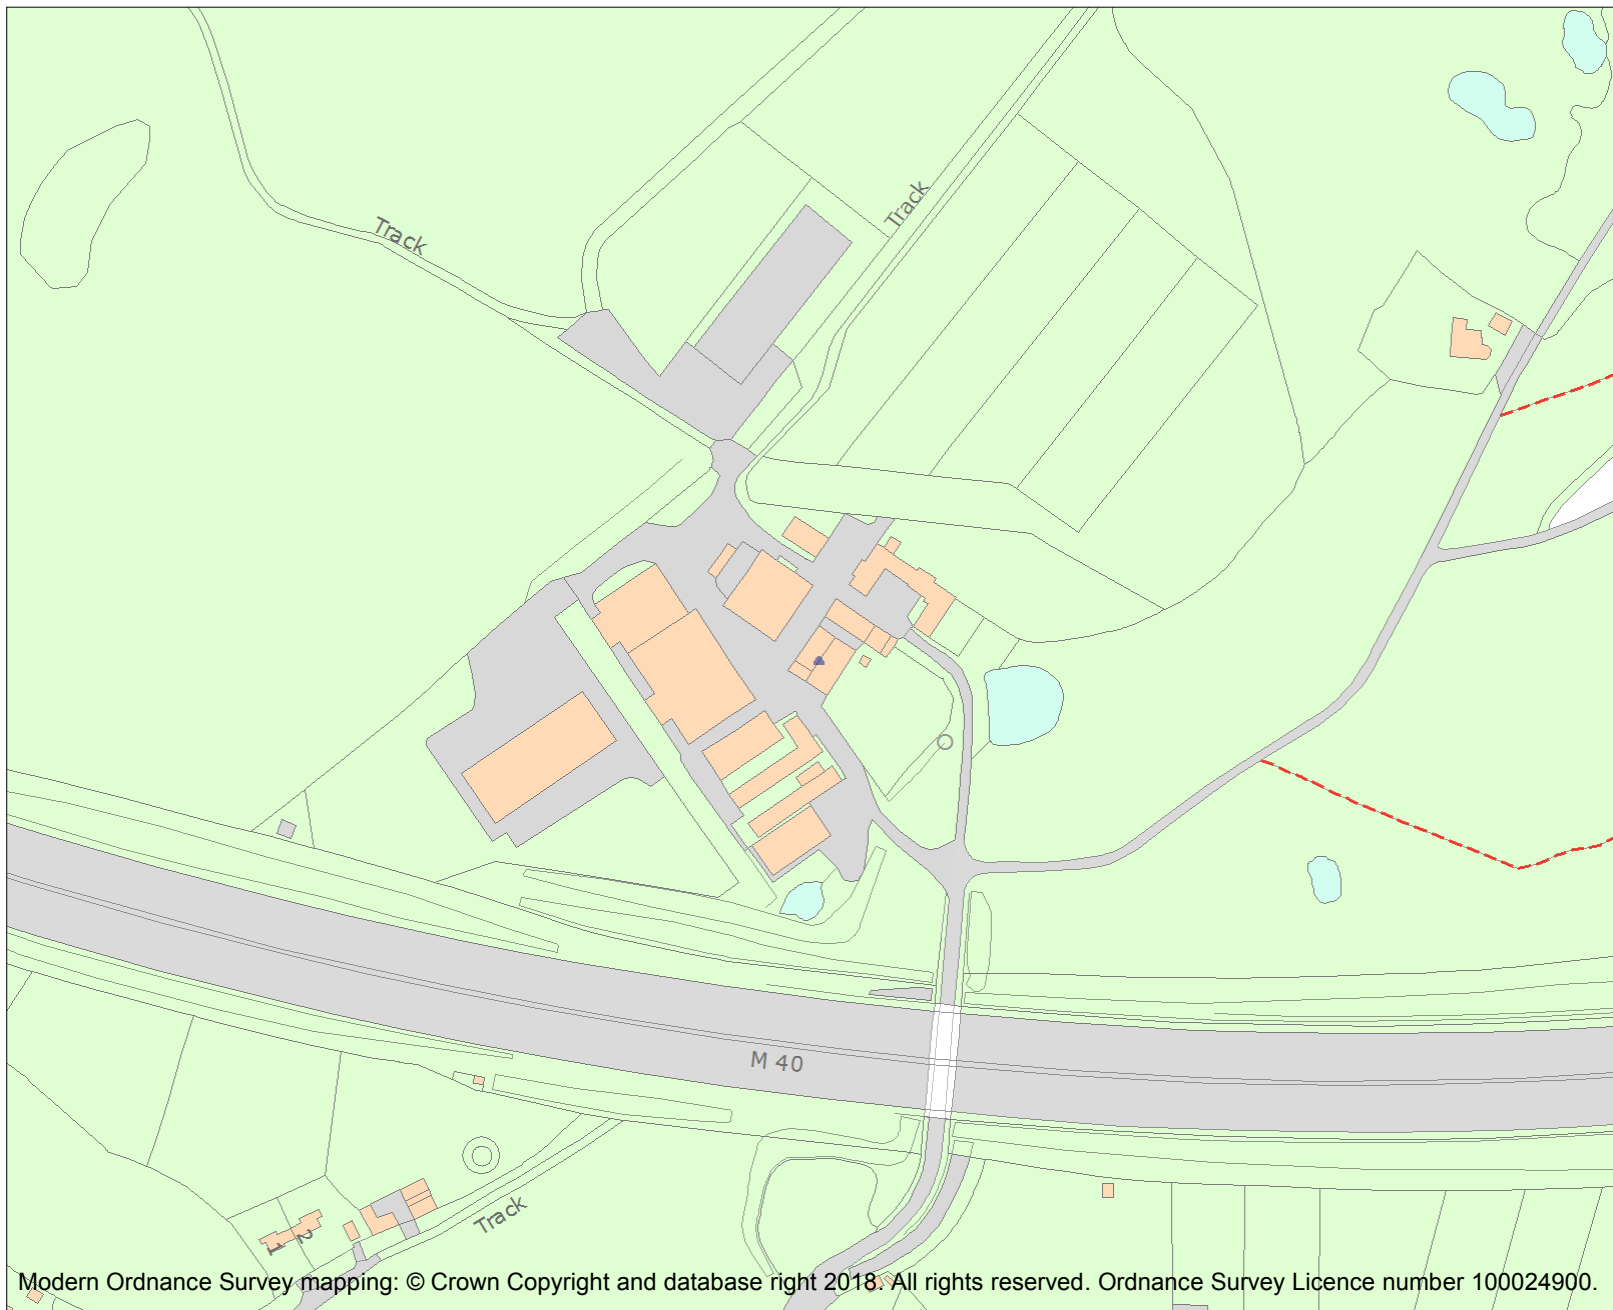 Track
Track
M 40
Track
1
2
Modern Ordnance Survey mapping: © Crown Copyright and database right 2018. All rights reserved. Ordnance Survey Licence number 100024900.